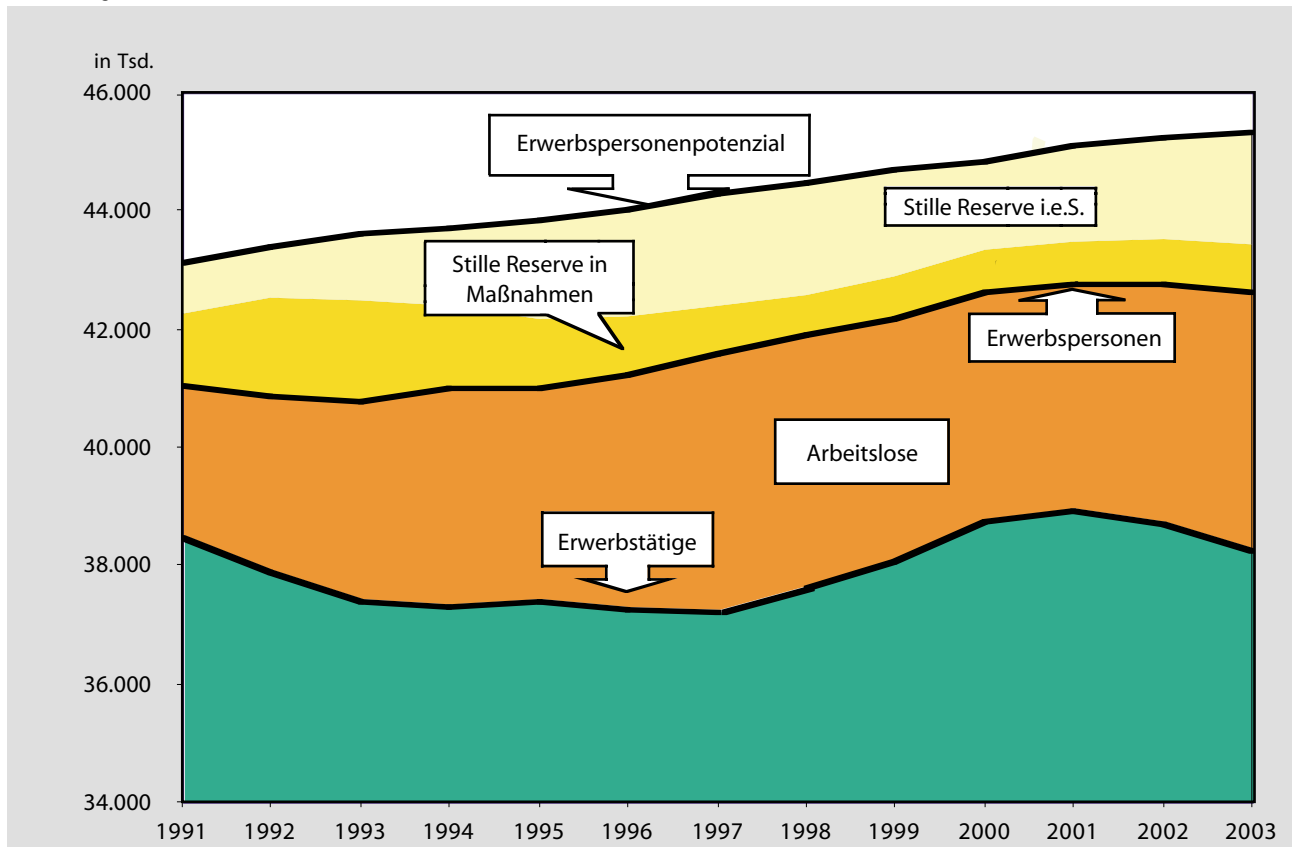 in Tsd.
46.000
Erwerbspersonenpotenzial
44.000
Stille Reserve i.e.S.
Stille Reserve in
Maßnahmen
42.000
Erwerbspersonen
40.000
Arbeitslose
Erwerbstätige
38.000
36.000
34.000
1991 1992 1993 1994 1995 1996 1997 1998 1999 2000 2001 2002 2003